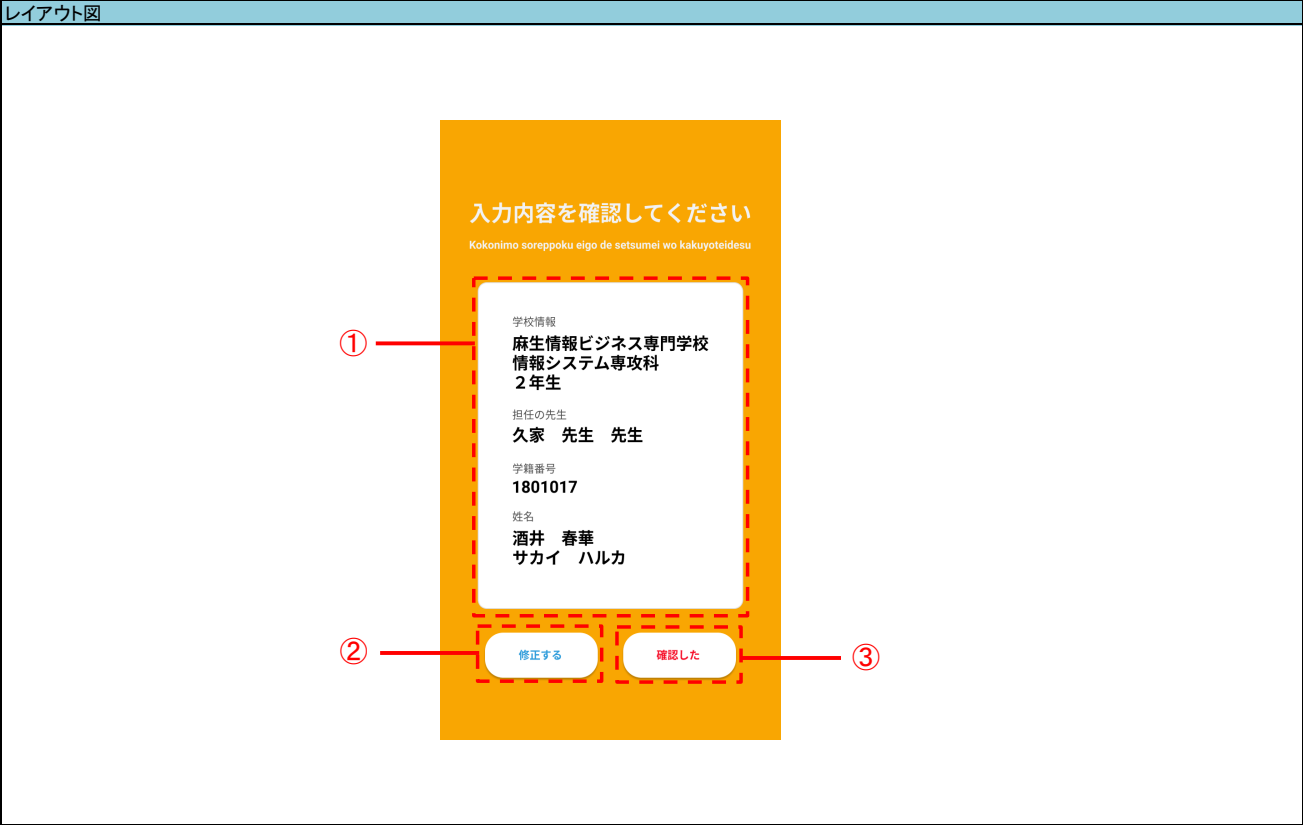 レイアウト図
入力内容を確認してください
Kokonimo soreppoku eigo de setsumei wo kakuyoteidesu
①
学校情報
麻生情報ビジネス専門学校
情報システム専攻科
２年生
担任の先生
久家　先生　先生
学籍番号
1801017
姓名
酒井　春華
サカイ　ハルカ
②
修正する
確認した
③